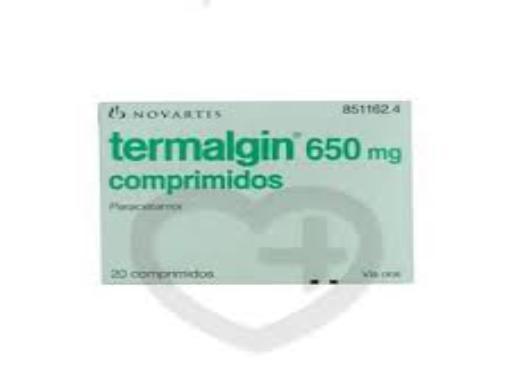 NOVARTIS
851162.4
termalgin® 650 mg
comprimidos
Paracetamol
20 comprimidos
Vía oral